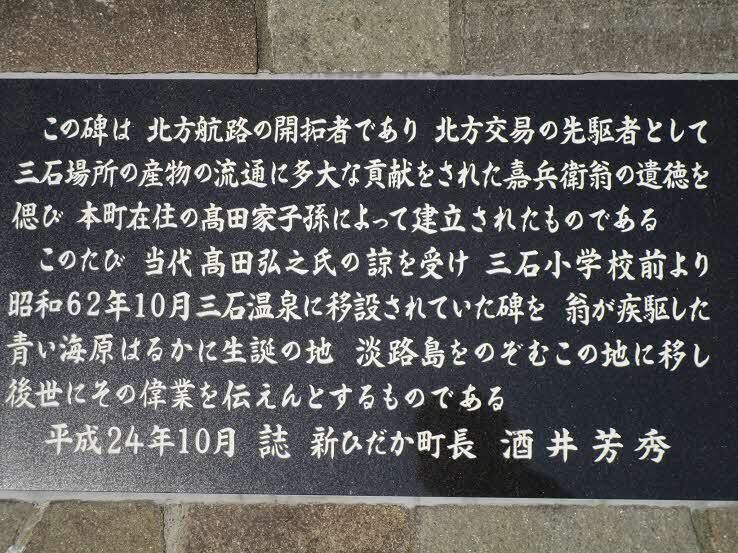 この碑は 北方航路の開拓者であり 北方交易の先駆者として
三石場所の産物の流通に多大な貢献をされた嘉兵衛翁の遺徳を
偲び 本町在住の髙田家子孫によって建立されたものである
このたび 当代髙田弘之氏の諒を受け 三石小学校前より
昭和62年10月三石温泉に移設されていた碑を 翁が疾駆した
青い海原はるかに生誕の地 淡路島をのぞむこの地に移し
後世にその偉業を伝えんとするものである
平成24年10月 誌 新ひだか町長 酒井芳秀